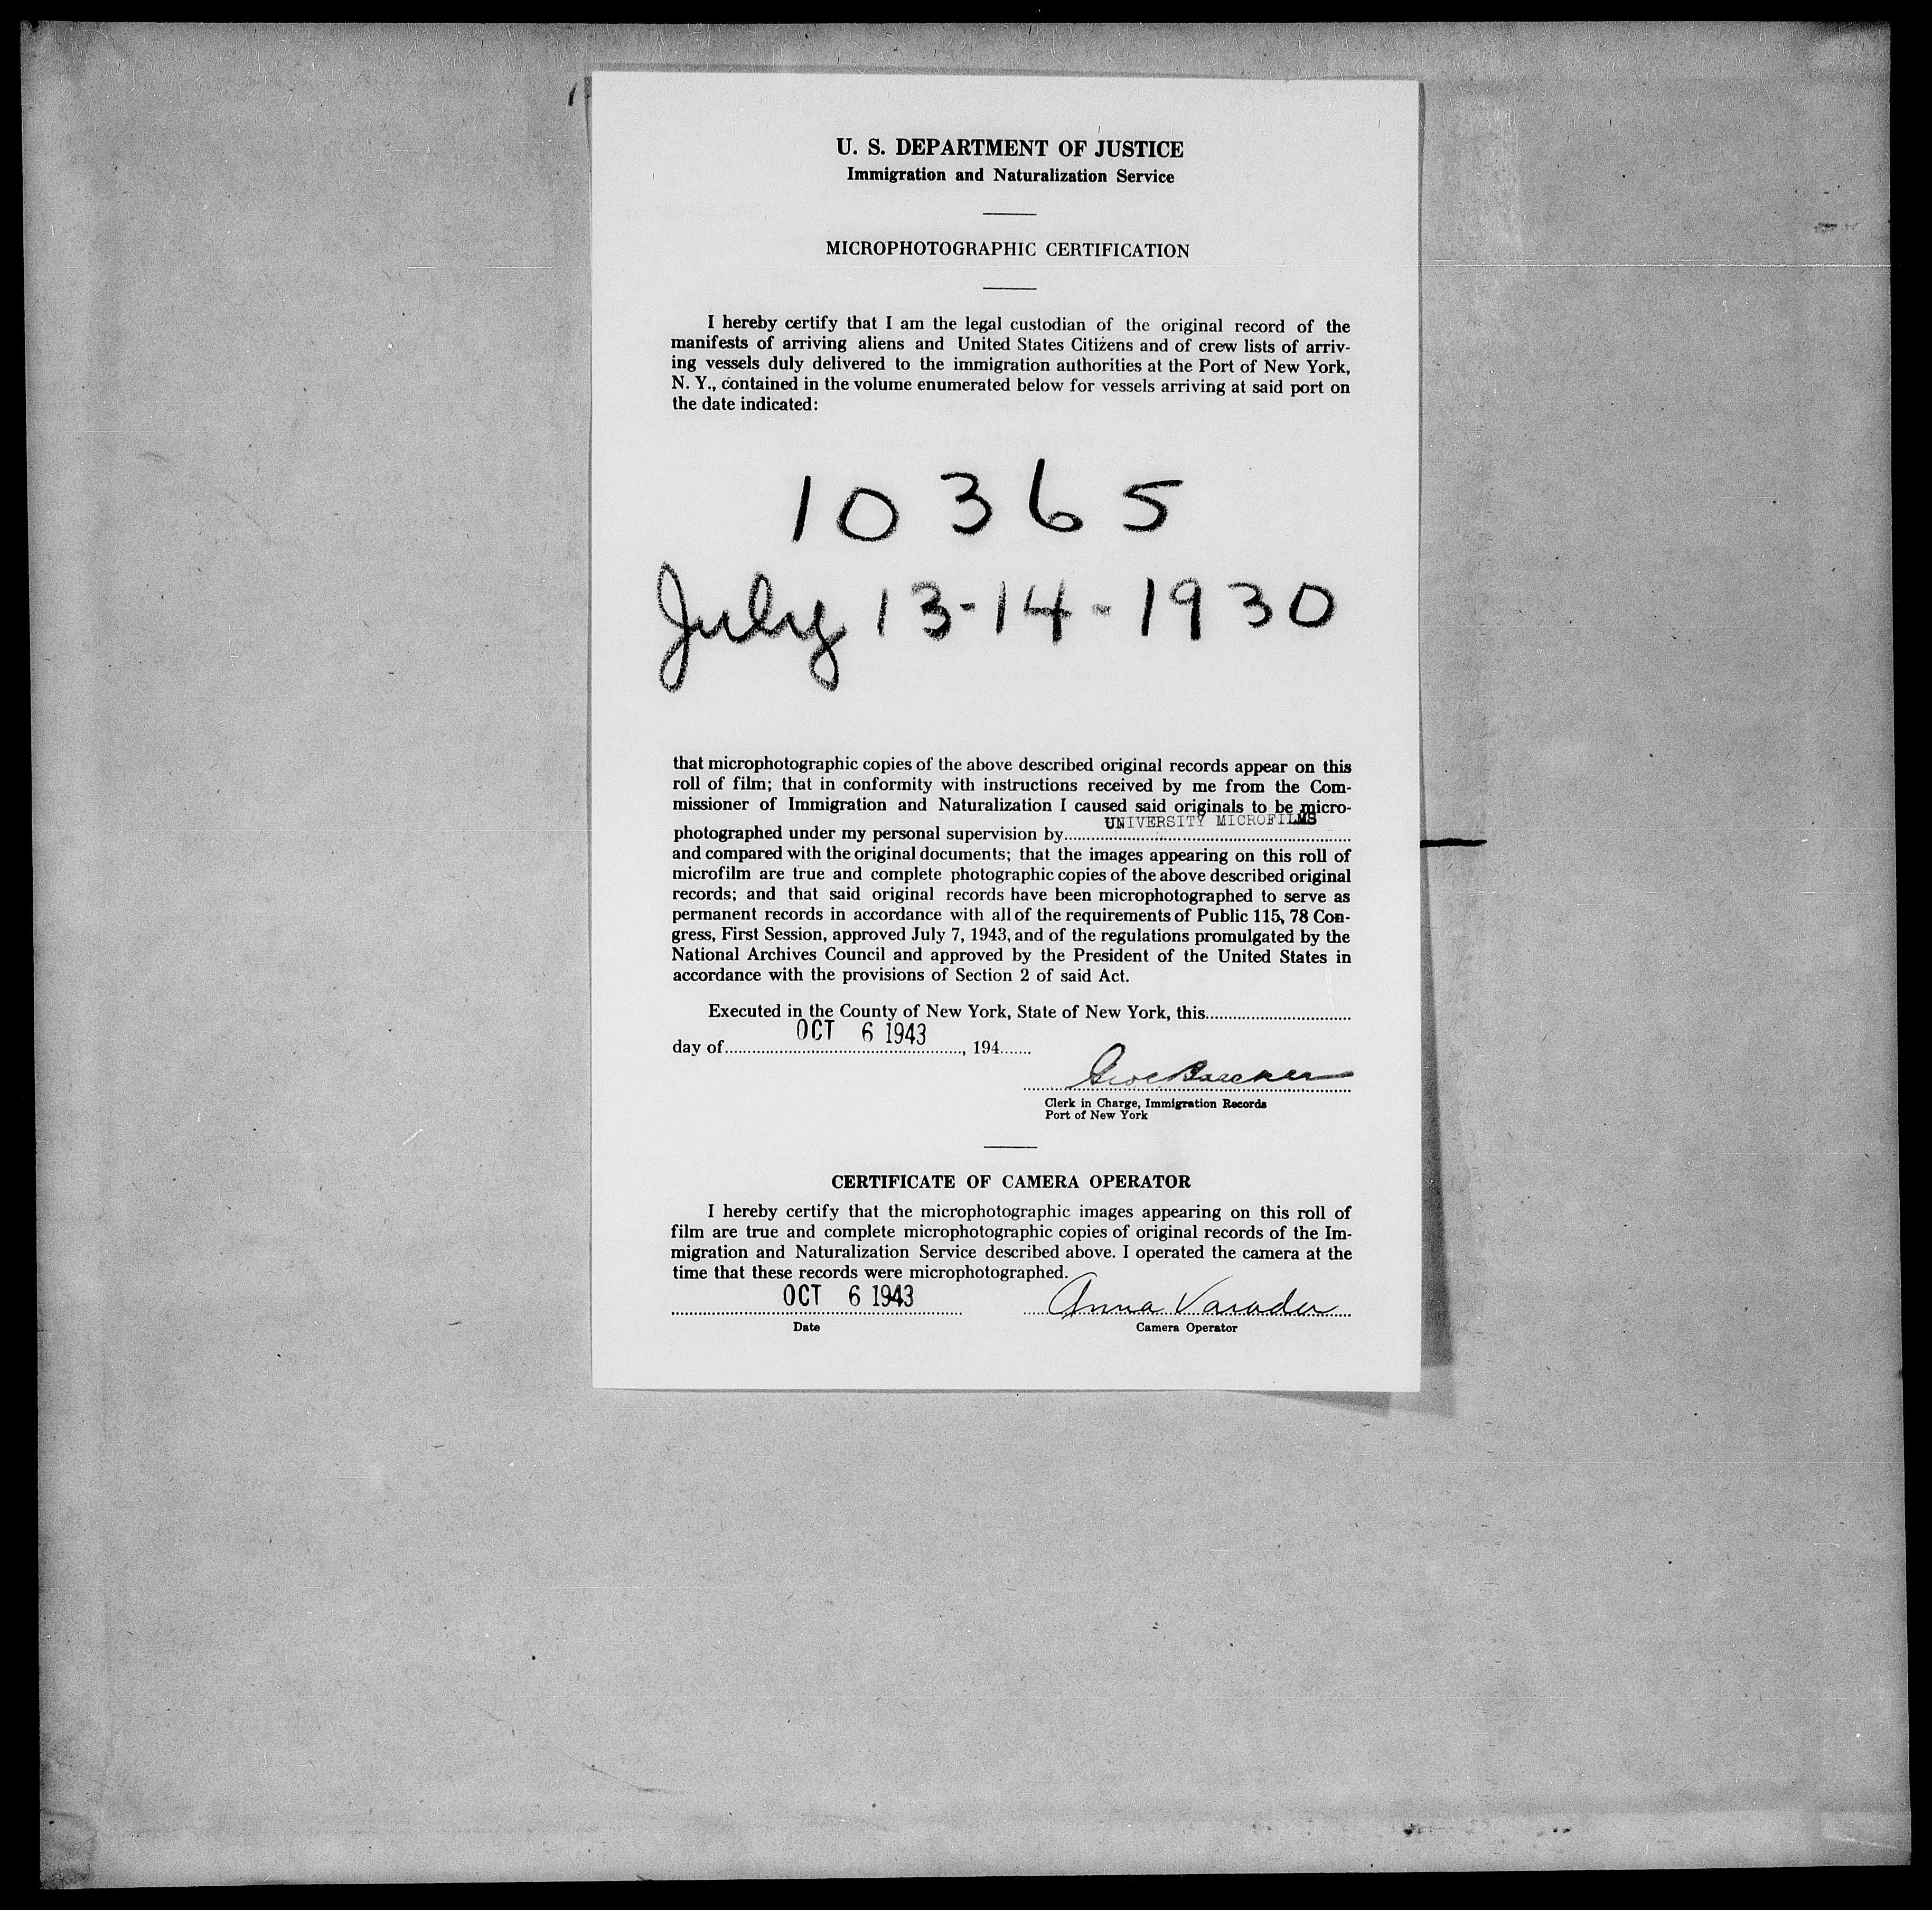 U. S. DEPARTMENT OF JUSTICE
Immigration and Naturalization Service
MICROPHOTOGRAPHIC CERTIFICATION
I hereby certify that I am the legal custodian of the original record of the
manifests of arriving aliens and United States Citizens and of crew lists of arriv-
ing vessels duly delivered to the immigration authorities at the Port of New York,
N. Y., contained in the volume enumerated below for vessels arriving at said port on
the date indicated:
10365
July 13-14-1930
that microphotographic copies of the above described original records appear on this
roll of film; that in conformity with instructions received by me from the Com-
missioner of Immigration and Naturalization I caused said originals to be micro-
photographed under my personal supervision by UNIVERSITY MICROFILMS
and compared with the original documents; that the images appearing on this roll of
microfilm are true and complete photographic copies of the above described original
records; and that said original records have been microphotographed to serve as
permanent records in accordance with all of the requirements of Public 115, 78 Con-
gress, First Session, approved July 7, 1943, and of the regulations promulgated by the
National Archives Council and approved by the President of the United States in
accordance with the provisions of Section 2 of said Act.
Executed in the County of New York, State of New York, this
day of OCT 6 1943, 194
Clerk in Charge, Immigration Records
Port of New York
CERTIFICATE OF CAMERA OPERATOR
I hereby certify that the microphotographic images appearing on this roll of
film are true and complete microphotographic copies of original records of the Im-
migration and Naturalization Service described above. I operated the camera at the
time that these records were microphotographed.
OCT 6 1943 Anna
Date Camera Operator